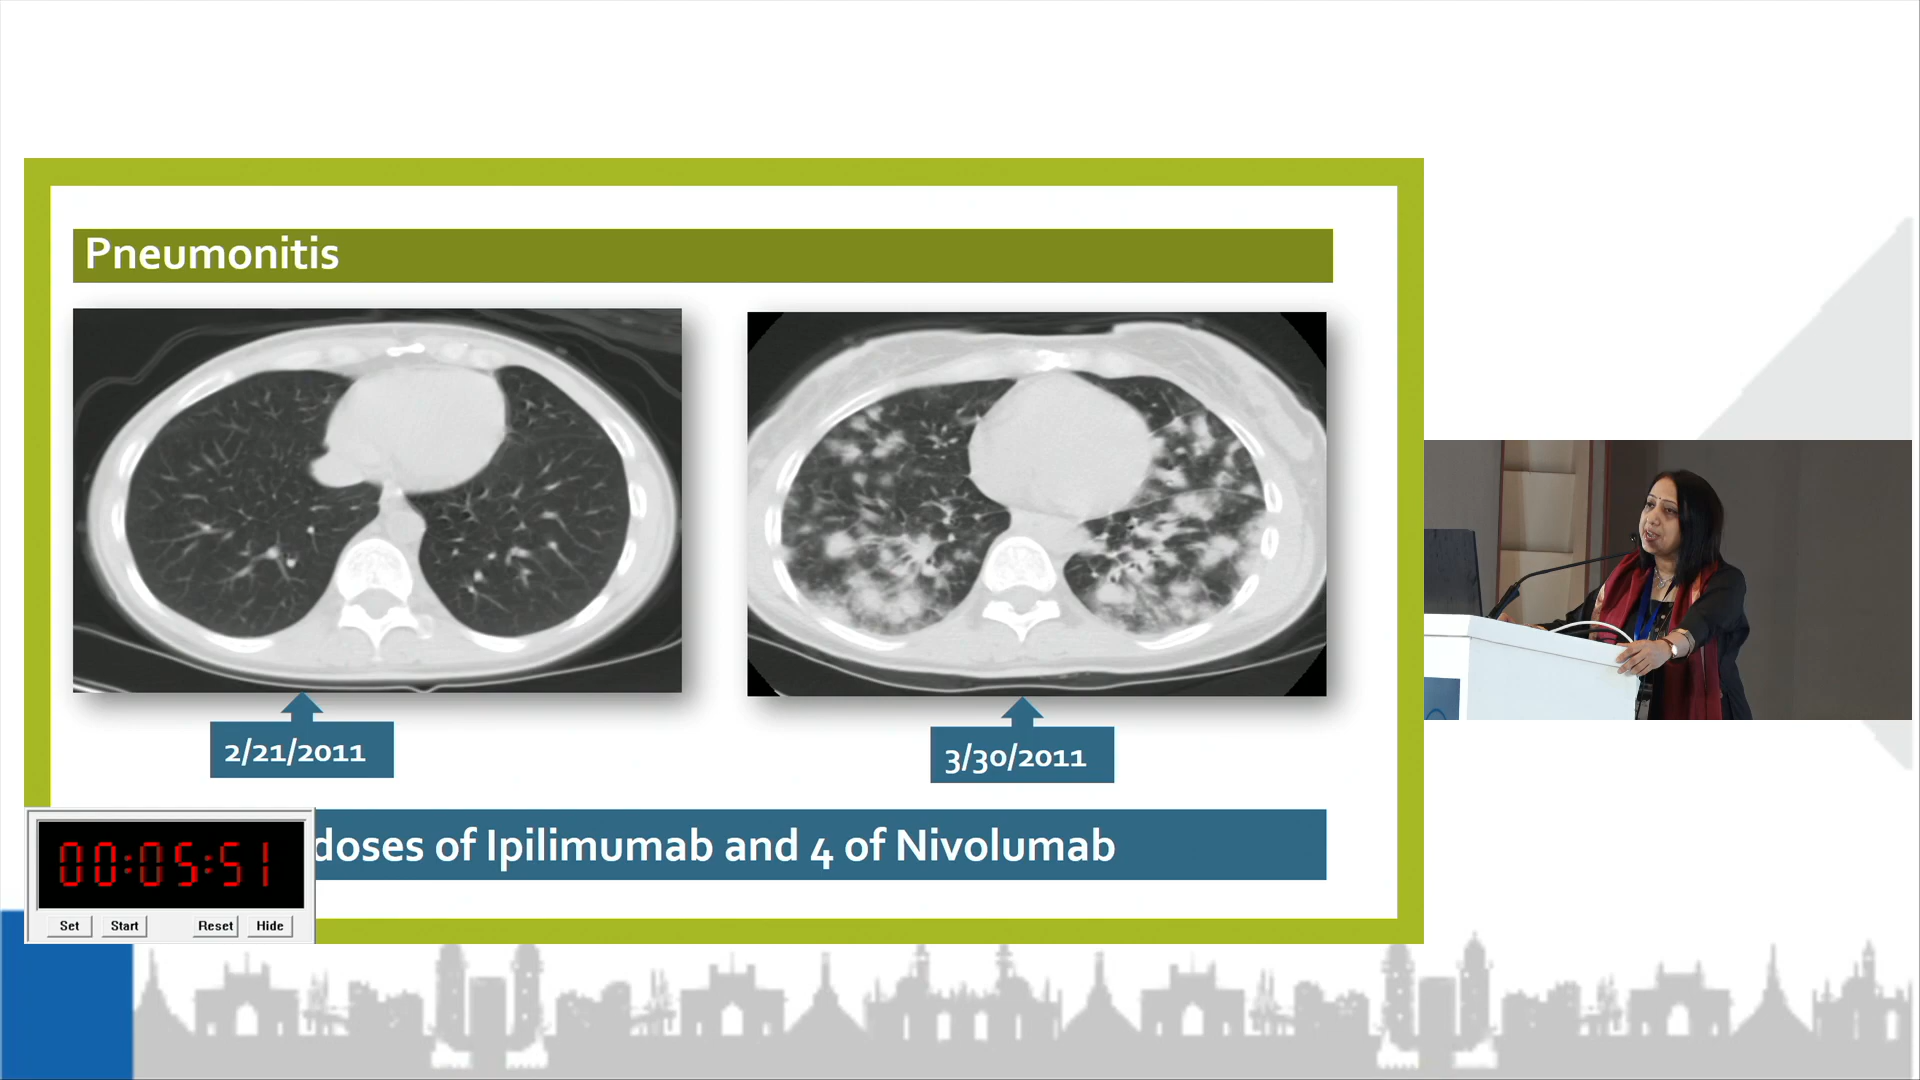 Pneumonitis
2/21/2011
3/30/2011
doses of Ipilimumab and 4 of Nivolumab
00:05:51
Set Start Reset Hide